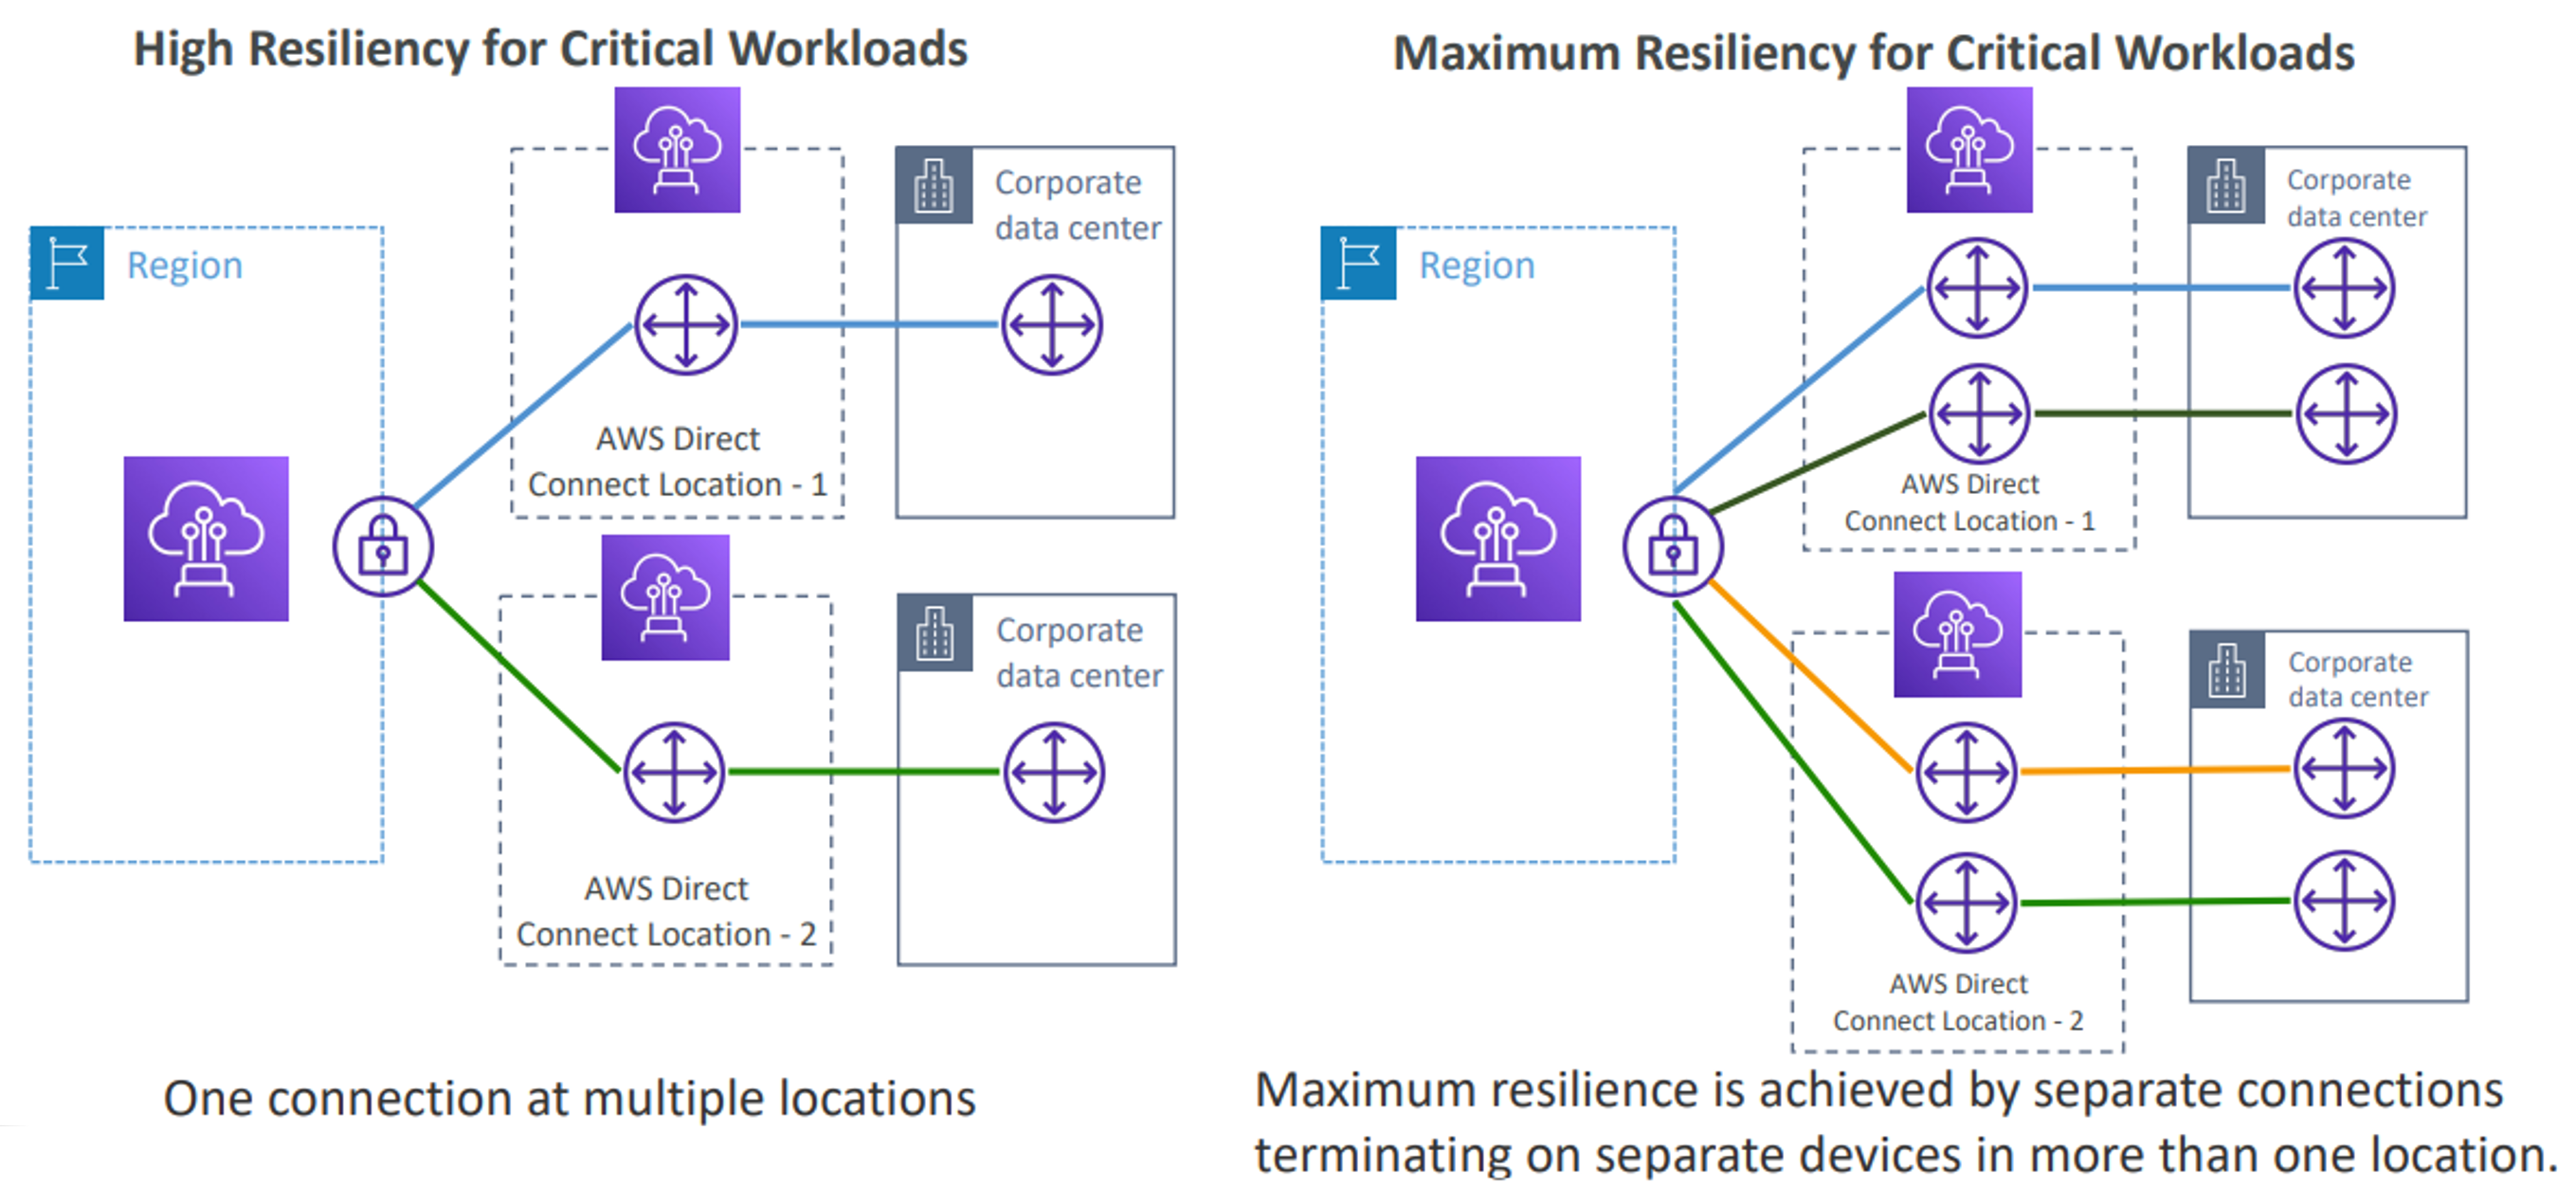 High Resiliency for Critical Workloads
Region
Corporate
data center
AWS Direct
Connect Location - 1
Corporate
data center
AWS Direct
Connect Location - 2
One connection at multiple locations
Maximum Resiliency for Critical Workloads
Region
Corporate
data center
AWS Direct
Connect Location - 1
Corporate
data center
AWS Direct
Connect Location - 2
Maximum resilience is achieved by separate connections
terminating on separate devices in more than one location.